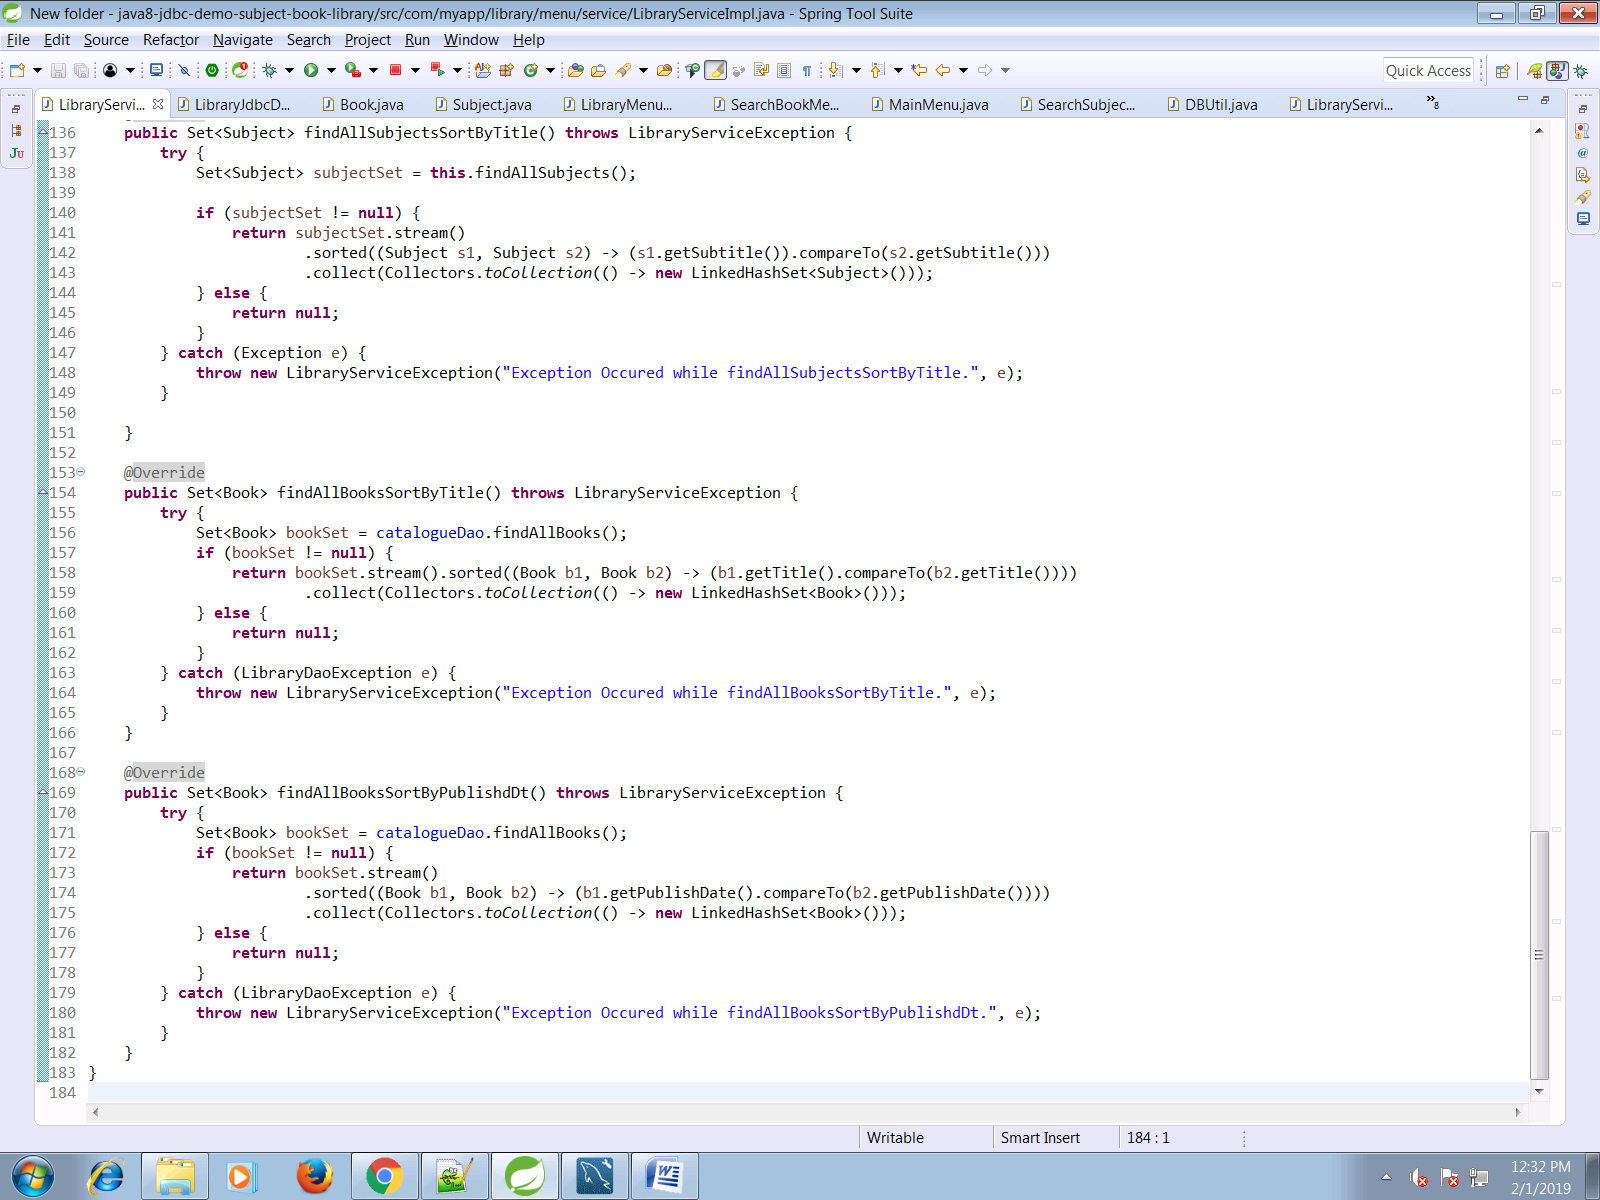 New folder - java8-jdbc-demo-subject-book-library/src/com/myapp/library/menu/service/LibraryServiceImpl.java - Spring Tool Suite
File Edit Source Refactor Navigate Search Project Run Window Help
Quick Access
LibraryServi... LibraryJdbcD... Book.java Subject.java LibraryMenu... SearchBookMe... MainMenu.java SearchSubjec... DBUtil.java LibraryServi... »8
136 public Set<Subject> findAllSubjectsSortByTitle() throws LibraryServiceException {
137 try {
138 Set<Subject> subjectSet = this.findAllSubjects();
139
140 if (subjectSet != null) {
141 return subjectSet.stream()
142 .sorted((Subject s1, Subject s2) -> (s1.getSubtitle()).compareTo(s2.getSubtitle()))
143 .collect(Collectors.toCollection(() -> new LinkedHashSet<Subject>()));
144 } else {
145 return null;
146 }
147 } catch (Exception e) {
148 throw new LibraryServiceException("Exception Occured while findAllSubjectsSortByTitle.", e);
149 }
150
151 }
152
153 @Override
154 public Set<Book> findAllBooksSortByTitle() throws LibraryServiceException {
155 try {
156 Set<Book> bookSet = catalogueDao.findAllBooks();
157 if (bookSet != null) {
158 return bookSet.stream().sorted((Book b1, Book b2) -> (b1.getTitle().compareTo(b2.getTitle())))
159 .collect(Collectors.toCollection(() -> new LinkedHashSet<Book>()));
160 } else {
161 return null;
162 }
163 } catch (LibraryDaoException e) {
164 throw new LibraryServiceException("Exception Occured while findAllBooksSortByTitle.", e);
165 }
166 }
167
168 @Override
169 public Set<Book> findAllBooksSortByPublishdDt() throws LibraryServiceException {
170 try {
171 Set<Book> bookSet = catalogueDao.findAllBooks();
172 if (bookSet != null) {
173 return bookSet.stream()
174 .sorted((Book b1, Book b2) -> (b1.getPublishDate().compareTo(b2.getPublishDate())))
175 .collect(Collectors.toCollection(() -> new LinkedHashSet<Book>()));
176 } else {
177 return null;
178 }
179 } catch (LibraryDaoException e) {
180 throw new LibraryServiceException("Exception Occured while findAllBooksSortByPublishdDt.", e);
181 }
182 }
183 }
184
Writable Smart Insert 184 : 1
12:32 PM
2/1/2019